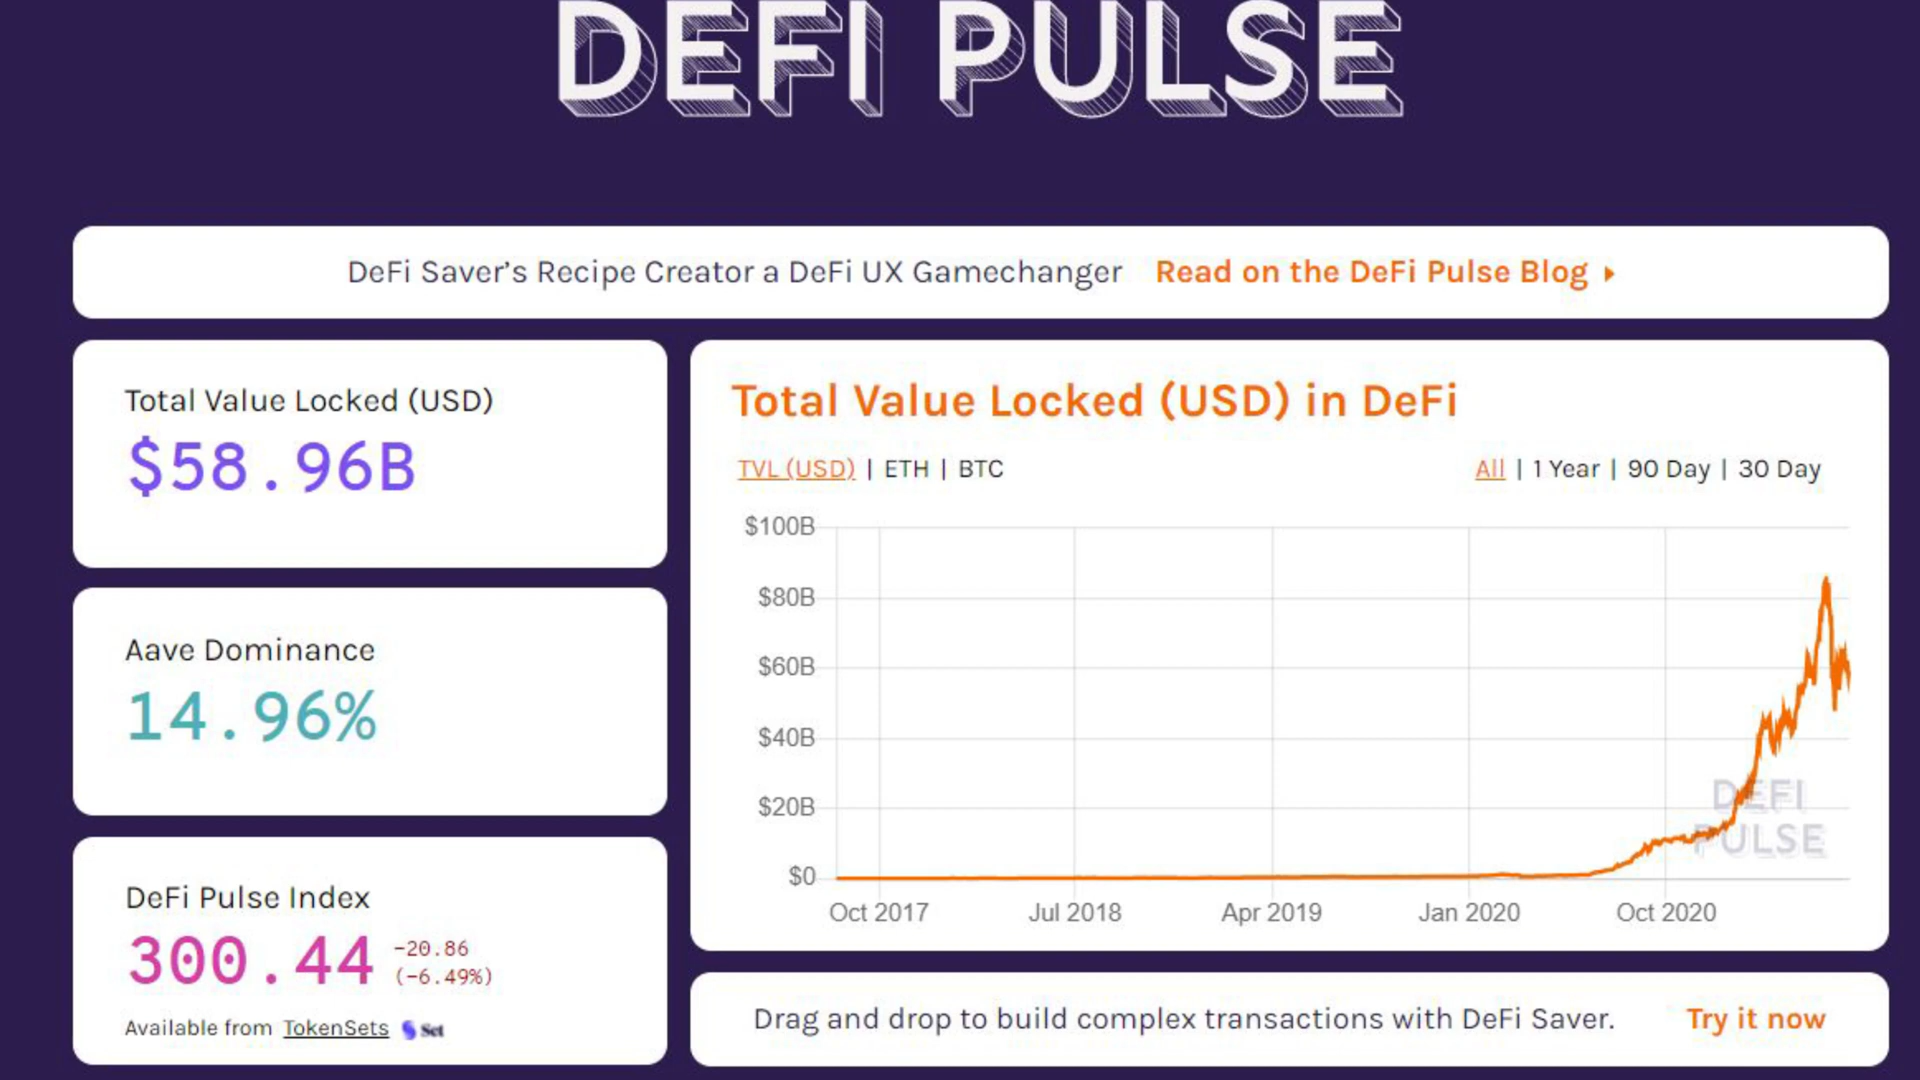 DEFI PULSE
DeFi Saver’s Recipe Creator a DeFi UX Gamechanger Read on the DeFi Pulse Blog
Total Value Locked (USD)
$58.96B
Aave Dominance
14.96%
DeFi Pulse Index
300.44
-20.86
(-6.49%)
Available from TokenSets Set
Total Value Locked (USD) in DeFi
TVL (USD) | ETH | BTC
All | 1 Year | 90 Day | 30 Day
$100B
$80B
$60B
$40B
$20B
$0
DEFI
PULSE
Oct 2017 Jul 2018 Apr 2019 Jan 2020 Oct 2020
Drag and drop to build complex transactions with DeFi Saver. Try it now